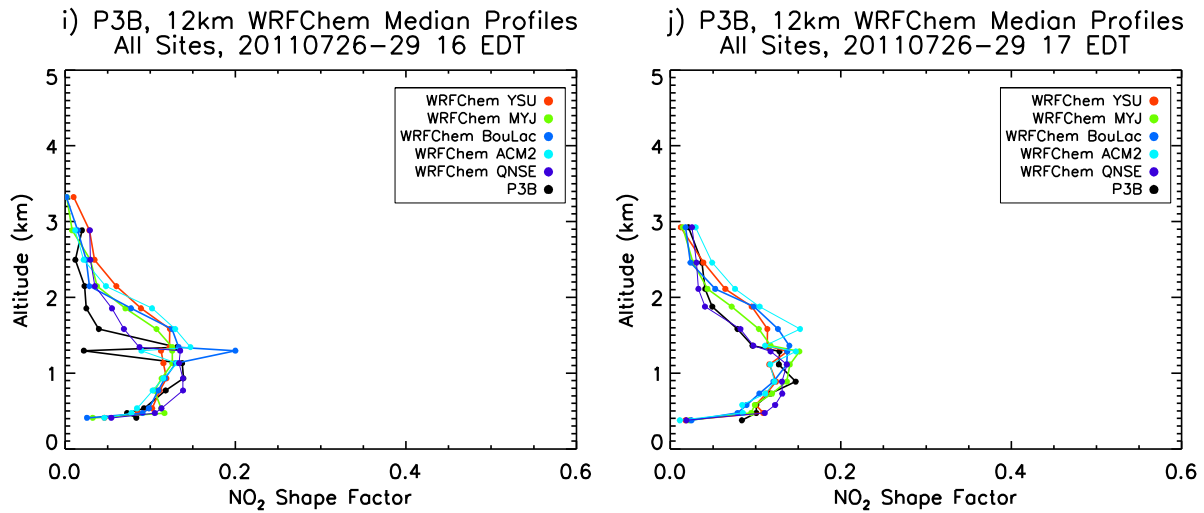 i) P3B, 12km WRFChem Median Profiles
All Sites, 20110726-29 16 EDT
5
4
3
2
1
0
Altitude (km)
WRFChem YSU
WRFChem MYJ
WRFChem BouLac
WRFChem ACM2
WRFChem QNSE
P3B
0.0 0.2 0.4 0.6
NO₂ Shape Factor
j) P3B, 12km WRFChem Median Profiles
All Sites, 20110726-29 17 EDT
5
4
3
2
1
0
Altitude (km)
WRFChem YSU
WRFChem MYJ
WRFChem BouLac
WRFChem ACM2
WRFChem QNSE
P3B
0.0 0.2 0.4 0.6
NO₂ Shape Factor